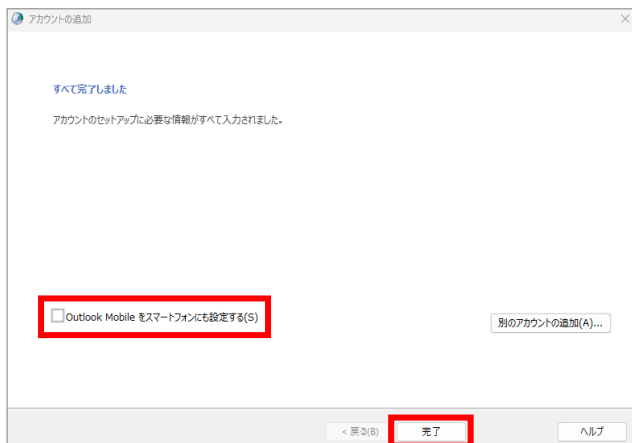 アカウントの追加
すべて完了しました
アカウントのセットアップに必要な情報がすべて入力されました。
Outlook Mobile をスマートフォンにも設定する(S)
別のアカウントの追加(A)...
< 戻る(B)
完了
ヘルプ